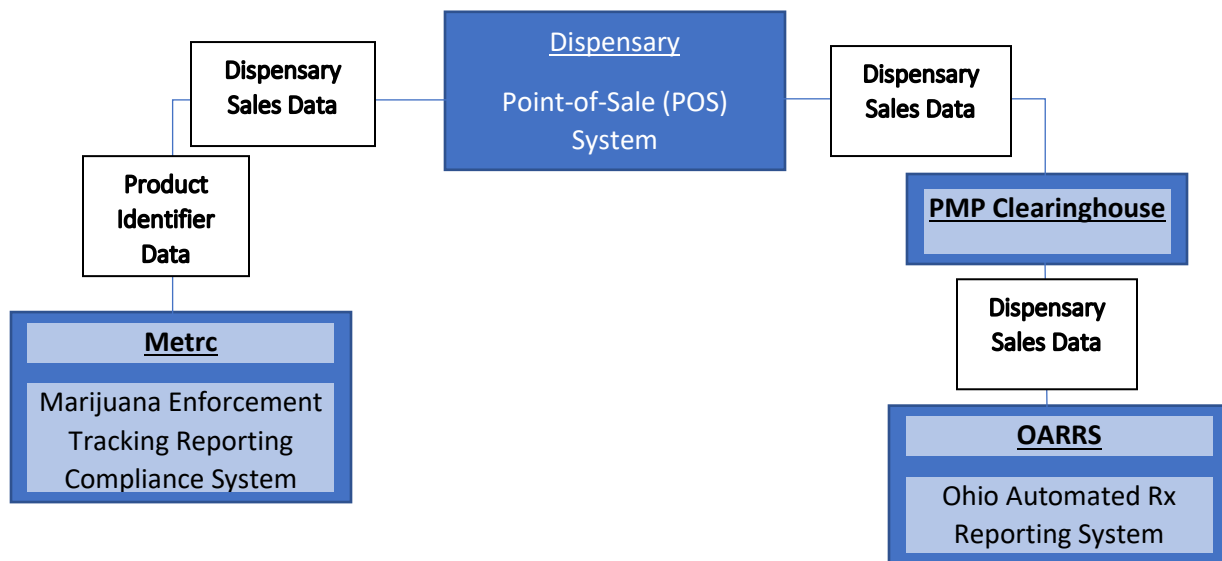 Dispensary
Point-of-Sale (POS)
System
Dispensary
Sales Data
Dispensary
Sales Data
Product
Identifier
Data
PMP Clearinghouse
Dispensary
Sales Data
Metrc
Marijuana Enforcement
Tracking Reporting
Compliance System
OARRS
Ohio Automated Rx
Reporting System